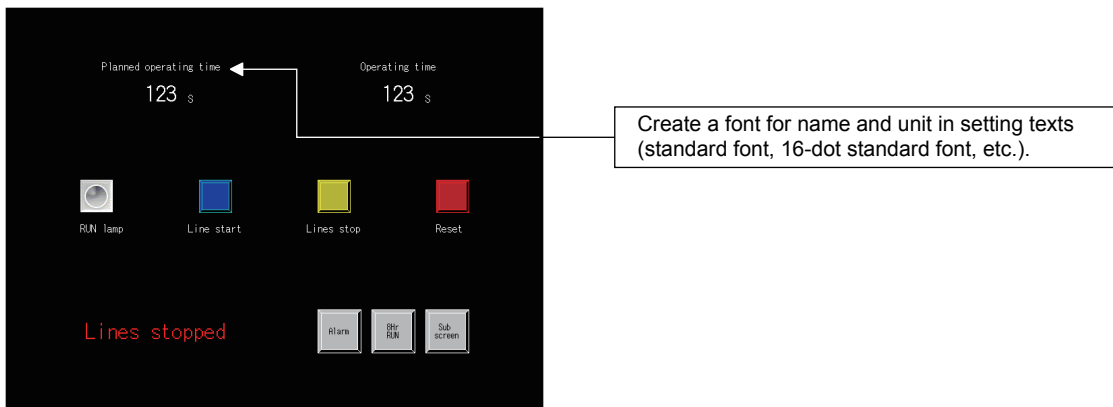 Planned operating time
Operating time
123 s
123 s
Create a font for name and unit in setting texts
(standard font, 16-dot standard font, etc.).
RUN lamp
Line start
Lines stop
Reset
Lines stopped
Alarm
8Hr
RUN
Sub
screen